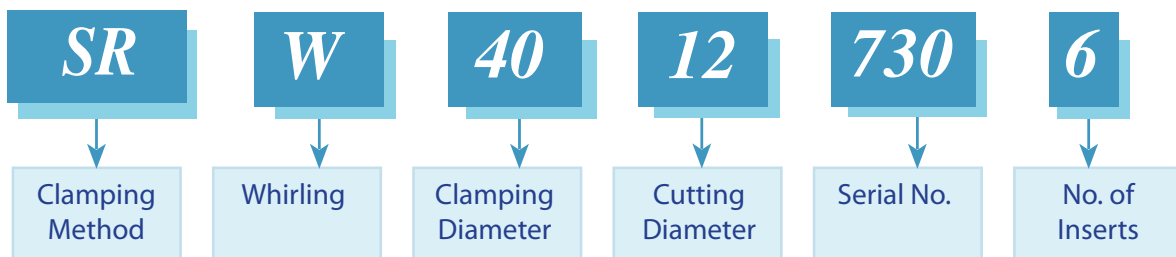 SR W 40 12 730 6
Clamping Method
Whirling
Clamping Diameter
Cutting Diameter
Serial No.
No. of Inserts